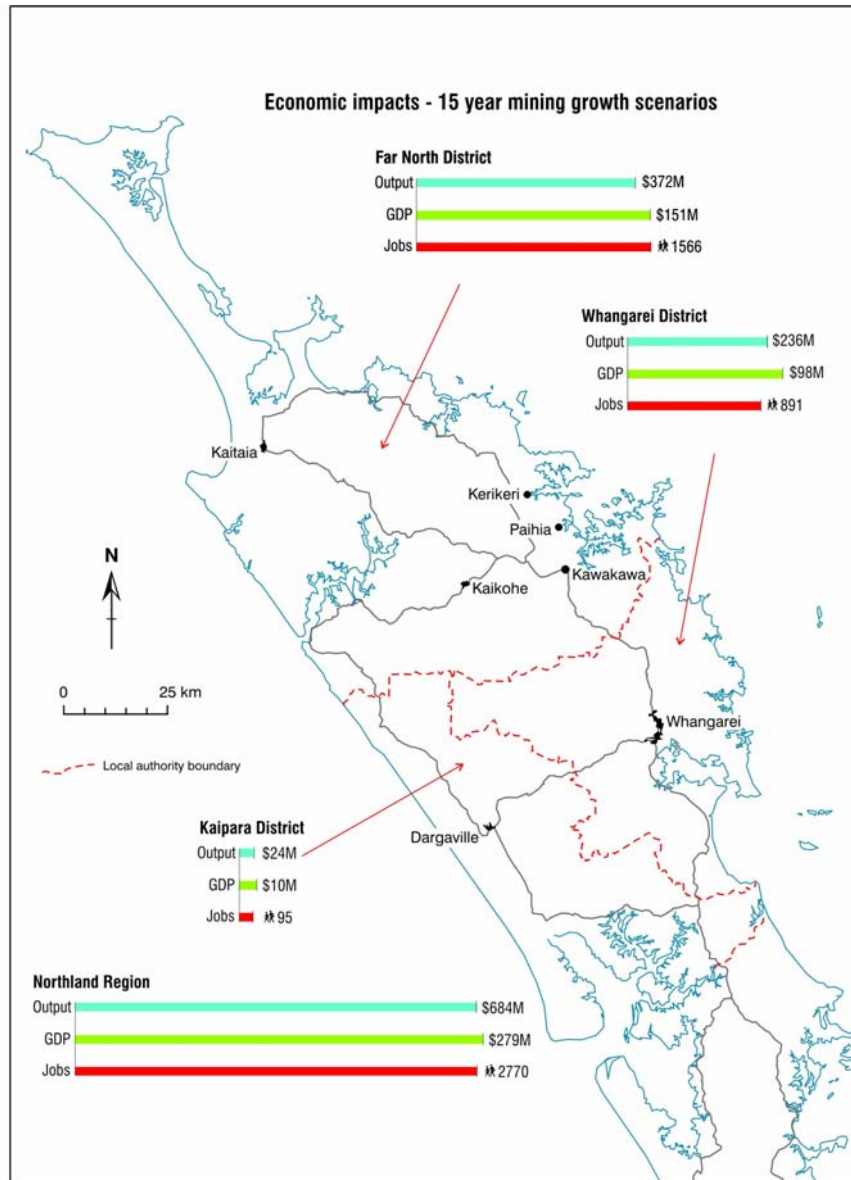 Economic impacts - 15 year mining growth scenarios
Far North District
Output $372M
GDP $151M
Jobs 1566
Whangarei District
Output $236M
GDP $98M
Jobs 891
Kaitaia
Kerikeri
Paihia
N
Kawakawa
Kaikohe
0 25 km
Whangarei
Local authority boundary
Kaipara District
Output $24M
GDP $10M
Jobs 95
Dargaville
Northland Region
Output $684M
GDP $279M
Jobs 2770